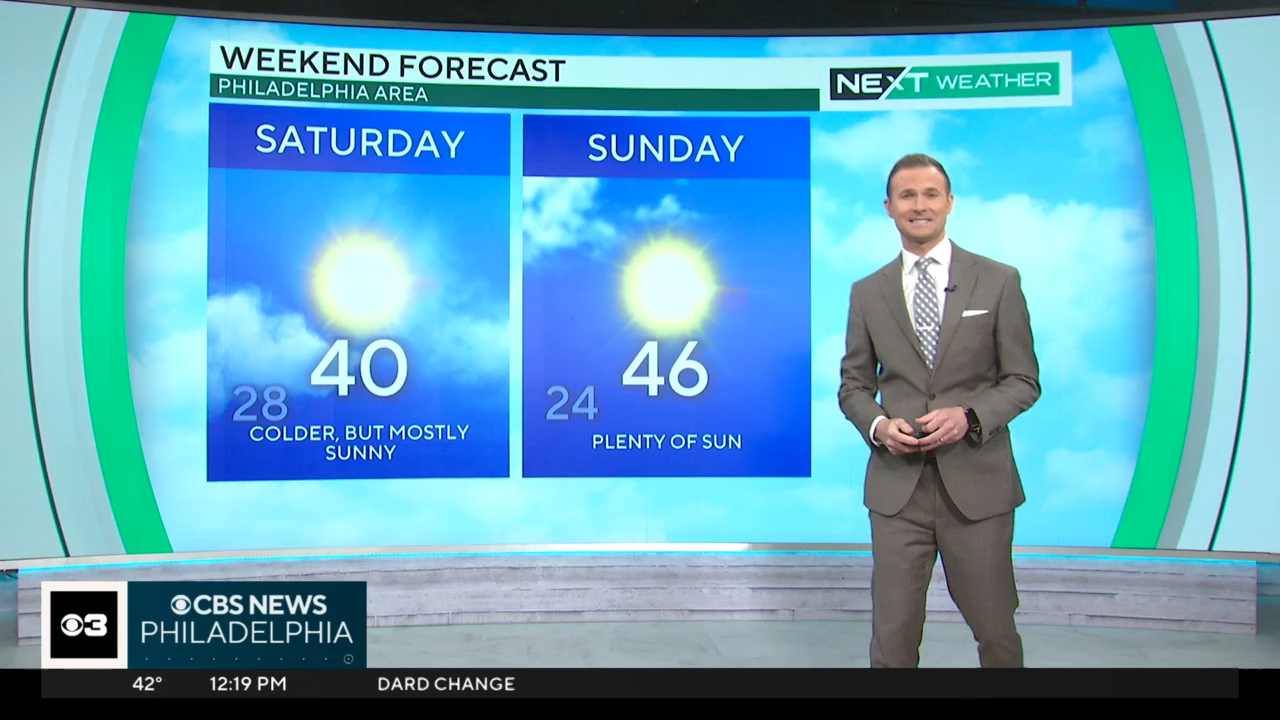 WEEKEND FORECAST
PHILADELPHIA AREA
NEXT WEATHER
SATURDAY
40
28
COLDER, BUT MOSTLY
SUNNY
SUNDAY
46
24
PLENTY OF SUN
3
CBS NEWS
PHILADELPHIA
42° 12:19 PM DARD CHANGE